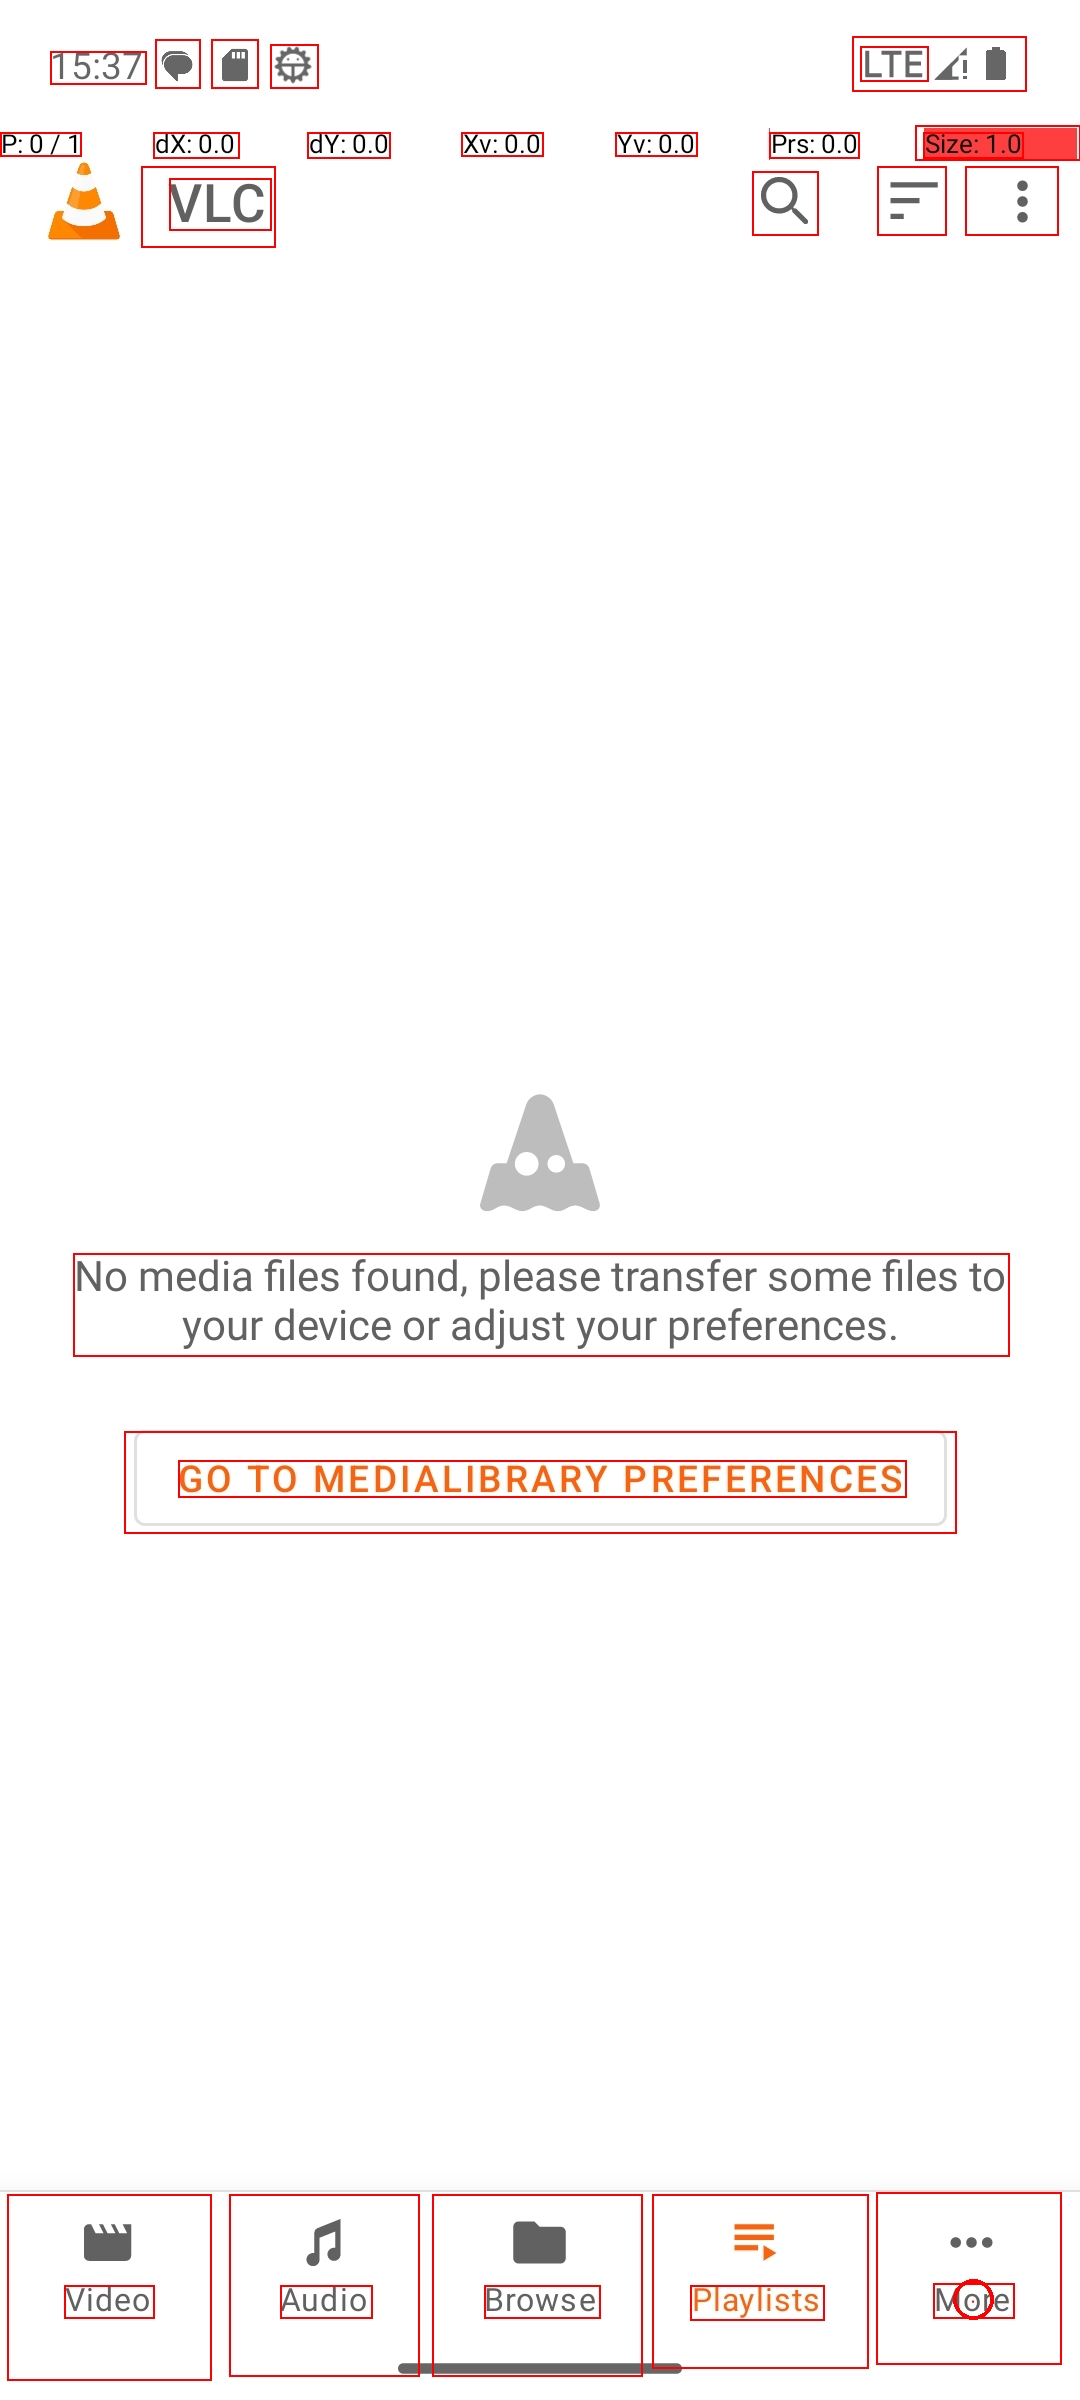 15:37
LTE
P: 0 / 1 dX: 0.0 dY: 0.0 Xv: 0.0 Yv: 0.0 Prs: 0.0 Size: 1.0
VLC
No media files found, please transfer some files to
your device or adjust your preferences.
GO TO MEDIALIBRARY PREFERENCES
Video Audio Browse Playlists More